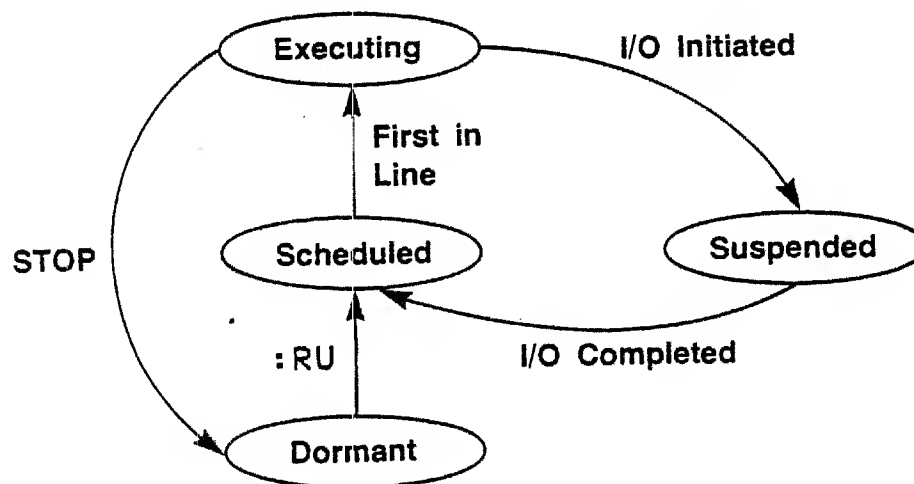 Executing
I/O Initiated
First in
Line
STOP
Scheduled
Suspended
:RU
I/O Completed
Dormant